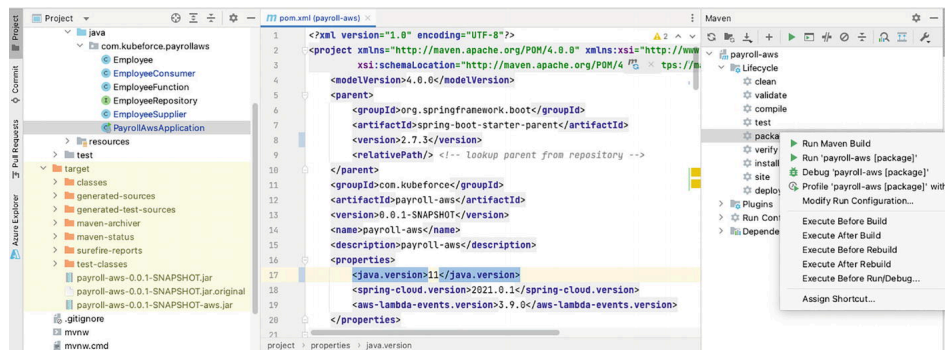 Project
pom.xml (payroll-aws)
Maven
Project
Commit
Pull Requests
Azure Explorer
java
com.kubeforce.payrollaws
Employee
EmployeeConsumer
EmployeeFunction
EmployeeRepository
EmployeeSupplier
PayrollAwsApplication
resources
test
target
classes
generated-sources
generated-test-sources
maven-archiver
maven-status
surefire-reports
test-classes
payroll-aws-0.0.1-SNAPSHOT.jar
payroll-aws-0.0.1-SNAPSHOT.jar.original
payroll-aws-0.0.1-SNAPSHOT-aws.jar
.gitignore
mvnw
mvnw.cmd
1 <?xml version="1.0" encoding="UTF-8"?>
2 <project xmlns="http://maven.apache.org/POM/4.0.0" xmlns:xsi="http://www
3 xsi:schemaLocation="http://maven.apache.org/POM/4 tps://ma
4 <modelVersion>4.0.0</modelVersion>
5 <parent>
6 <groupId>org.springframework.boot</groupId>
7 <artifactId>spring-boot-starter-parent</artifactId>
8 <version>2.7.3</version>
9 <relativePath/> <!-- lookup parent from repository -->
10 </parent>
11 <groupId>com.kubeforce</groupId>
12 <artifactId>payroll-aws</artifactId>
13 <version>0.0.1-SNAPSHOT</version>
14 <name>payroll-aws</name>
15 <description>payroll-aws</description>
16 <properties>
17 <java.version>11</java.version>
18 <spring-cloud.version>2021.0.1</spring-cloud.version>
19 <aws-lambda-events.version>3.9.0</aws-lambda-events.version>
20 </properties>
21
2
project › properties › java.version
payroll-aws
Lifecycle
clean
validate
compile
test
packa
verify
install
site
deploy
Plugins
Run Con
Depende
Run Maven Build
Run 'payroll-aws [package]'
Debug 'payroll-aws [package]'
Profile 'payroll-aws [package]' with
Modify Run Configuration...
Execute Before Build
Execute After Build
Execute Before Rebuild
Execute After Rebuild
Execute Before Run/Debug...
Assign Shortcut...